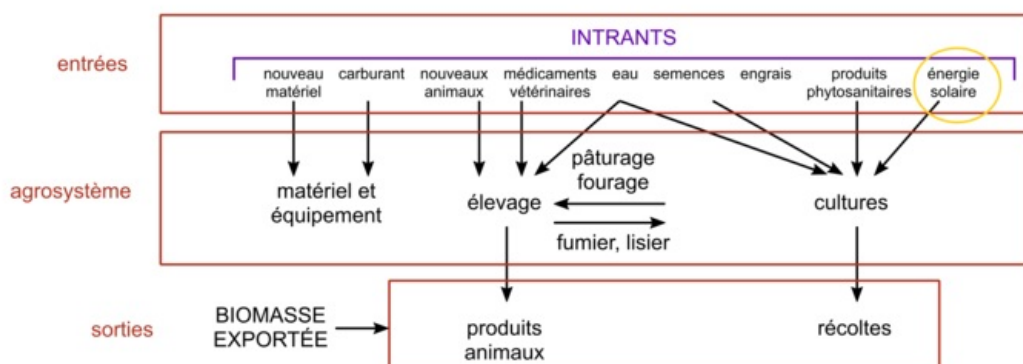 INTRANTS
entrées
nouveau matériel
carburant
nouveaux animaux
médicaments vétérinaires
eau
semences
engrais
produits phytosanitaires
énergie solaire
agrosystème
matériel et équipement
élevage
pâturage fourage
fumier, lisier
cultures
sorties
BIOMASSE EXPORTÉE
produits animaux
récoltes